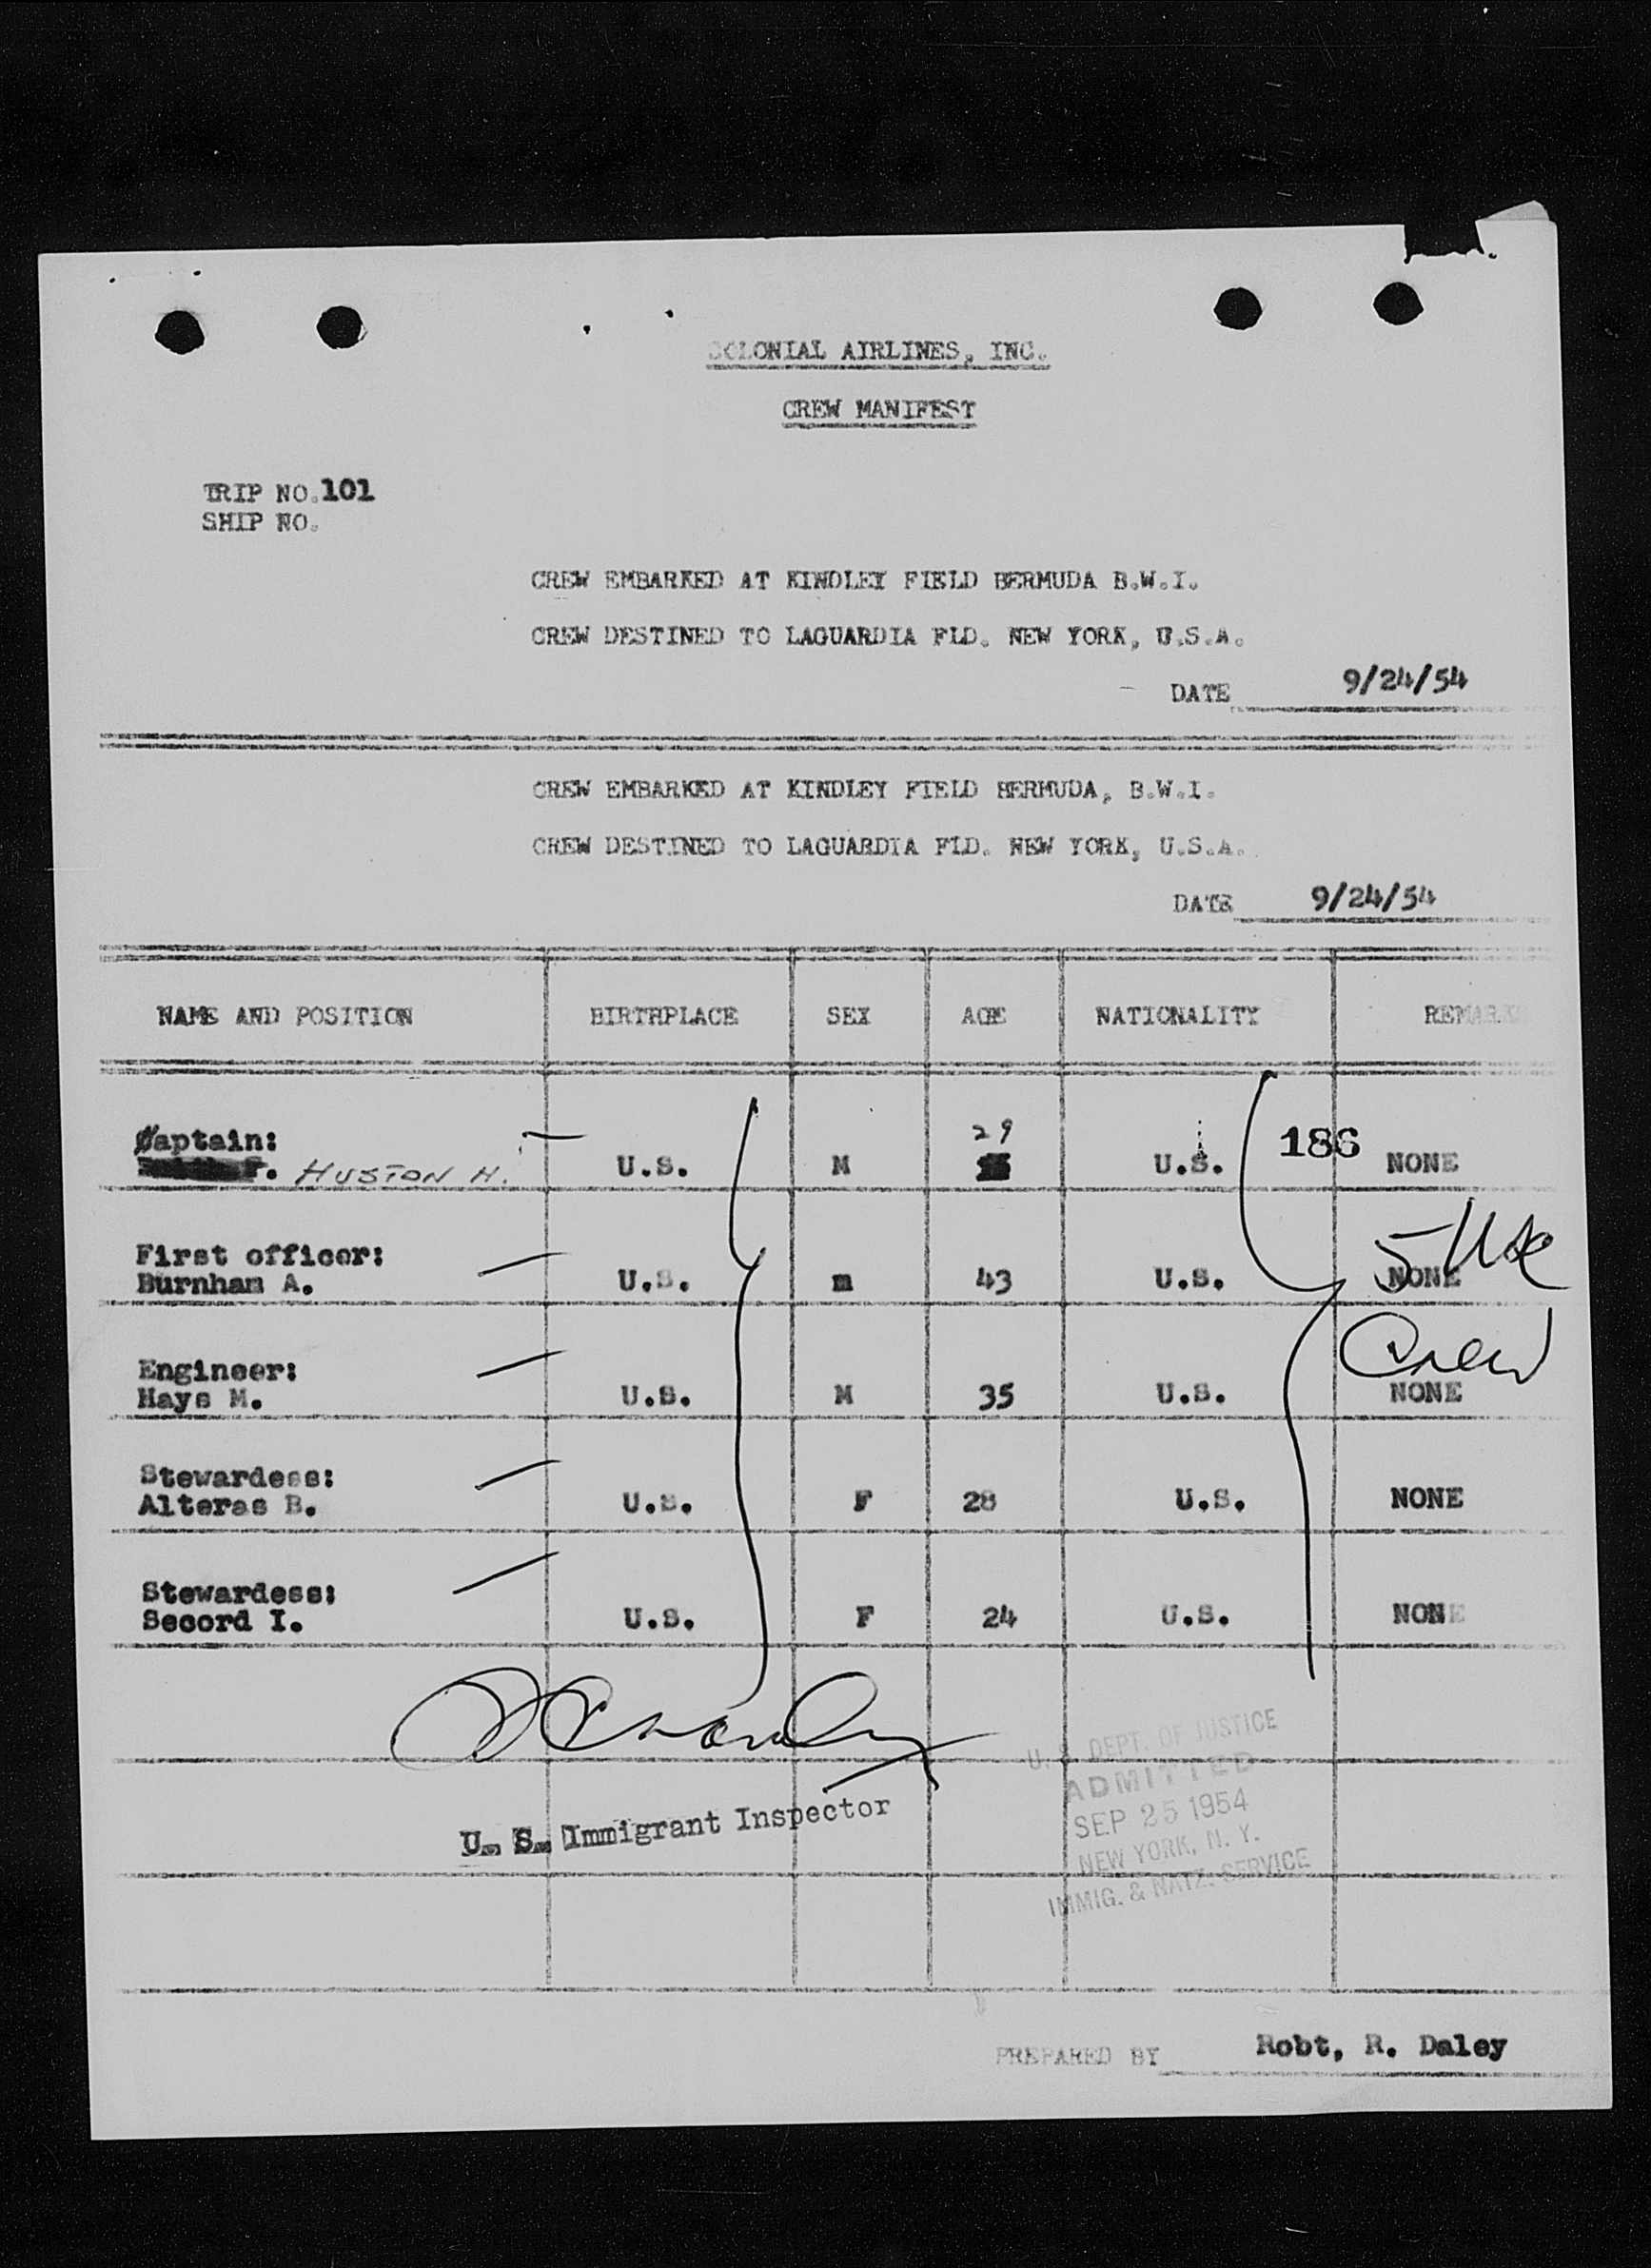 COLONIAL AIRLINES, INC.
CREW MANIFEST
TRIP NO. 101
SHIP NO.
CREW EMBARKED AT KINDLEY FIELD BERMUDA B.W.I.
CREW DESTINED TO LAGUARDIA FLD. NEW YORK, U.S.A.
DATE 9/24/54
CREW EMBARKED AT KINDLEY FIELD BERMUDA, B.W.I.
CREW DESTINED TO LAGUARDIA FLD. NEW YORK, U.S.A.
DATE 9/24/54
NAME AND POSITION BIRTHPLACE SEX AGE NATIONALITY REMARK
Captain: 29 186
HUSTON H. U.S. M U.S. NONE
First officer: 5
Burnham A. U.S. m 43 U.S. NONE
Engineer: Crew
Hays M. U.S. M 35 U.S. NONE
Stewardess:
Alteras B. U.S. F 28 U.S. NONE
Stewardess:
Secord I. U.S. F 24 U.S. NONE
U. S. Immigrant Inspector
U. S. DEPT. OF JUSTICE
ADMITTED
SEP 25 1954
NEW YORK, N. Y.
IMMIG. & NATZ. SERVICE
PREPARED BY Robt, R. Daley